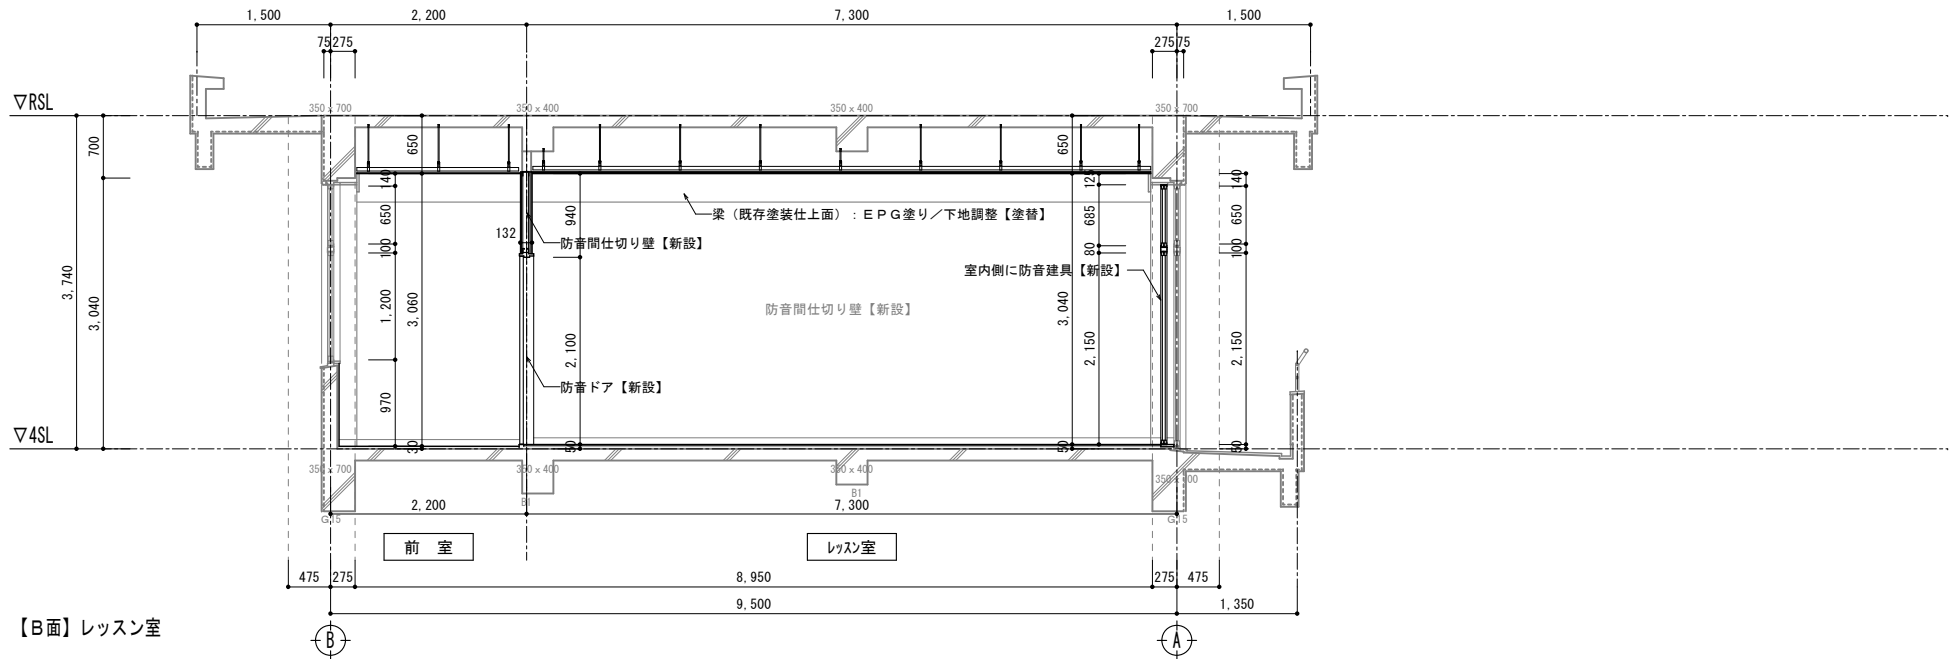 1,500 2,200 7,300 1,500
75 275 275 75
▽RSL
350 x 700 350 x 400 350 x 400 350 x 700
700 650 650
140 125 140
650 940 685 650
梁（既存塗装仕上面）：ＥＰＧ塗り／下地調整【塗替】
132
防音間仕切り壁【新設】
100 80 100
室内側に防音建具【新設】
3,740 3,040 1,200 3,060 3,040
防音間仕切り壁【新設】
2,100 2,150 2,150
防音ドア【新設】
970
▽4SL
30 50 50 50
350 x 700 350 x 400 350 x 400
B1 B1
G15 G15
2,200 7,300
前　室 ﾚｯｽﾝ室
475 275 8,950 275 475
9,500 1,350
【Ｂ面】レッスン室
B A